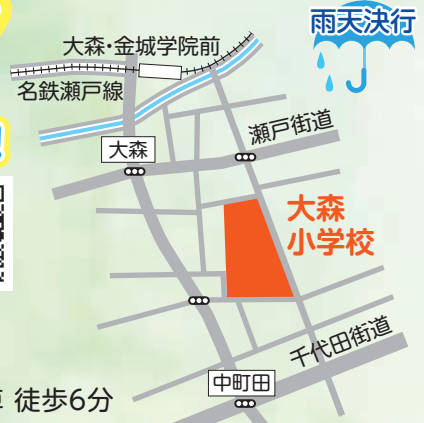 雨天決行
大森・金城学院前
名鉄瀬戸線
瀬戸街道
大森
大森
小学校
千代田街道
中町田
徒歩6分